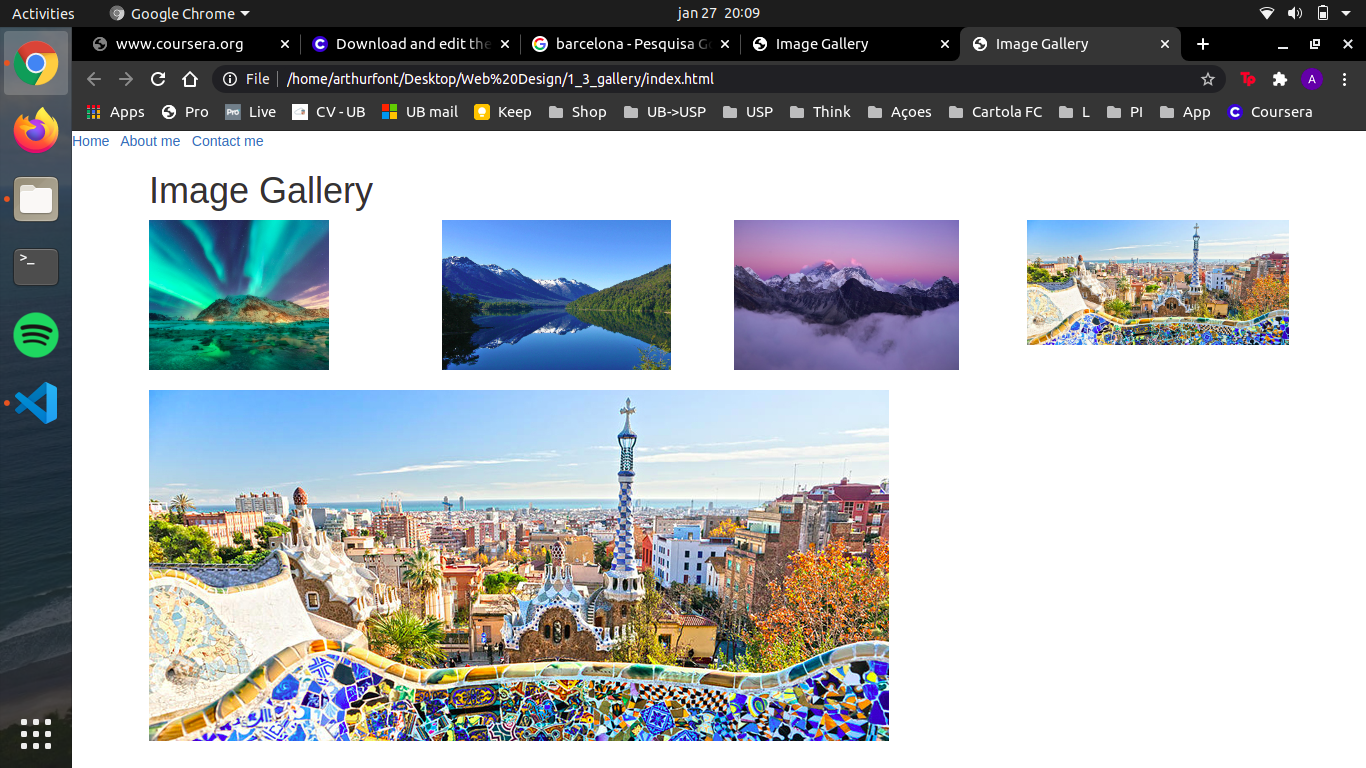 Activities Google Chrome jan 27 20:09
www.coursera.org Download and edit the barcelona - Pesquisa Go Image Gallery Image Gallery
File /home/arthurfont/Desktop/Web%20Design/1_3_gallery/index.html A
Apps Pro Live CV - UB UB mail Keep Shop UB->USP USP Think Açoes Cartola FC L PI App Coursera
Home About me Contact me
Image Gallery